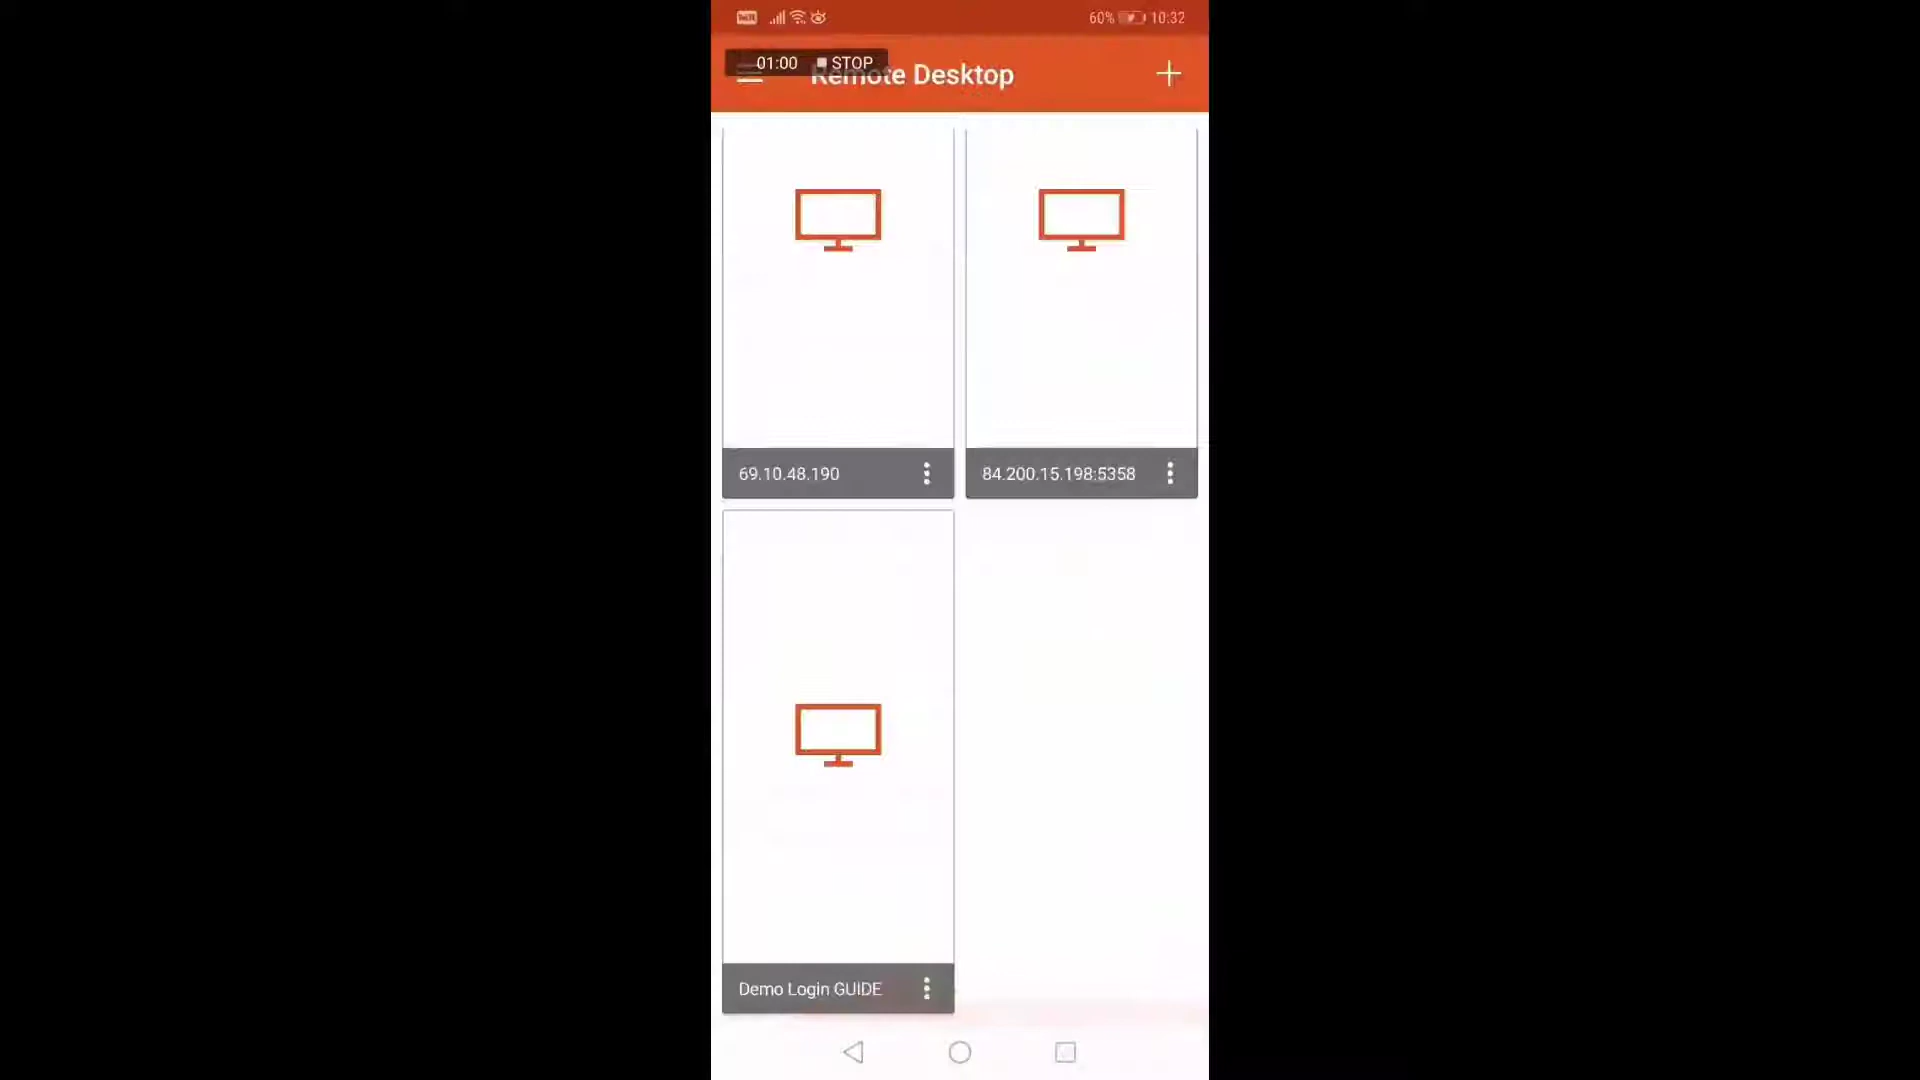 60% 10:32
01:00 STOP
Remote Desktop
69.10.48.190
84.200.15.198:5358
Demo Login GUIDE